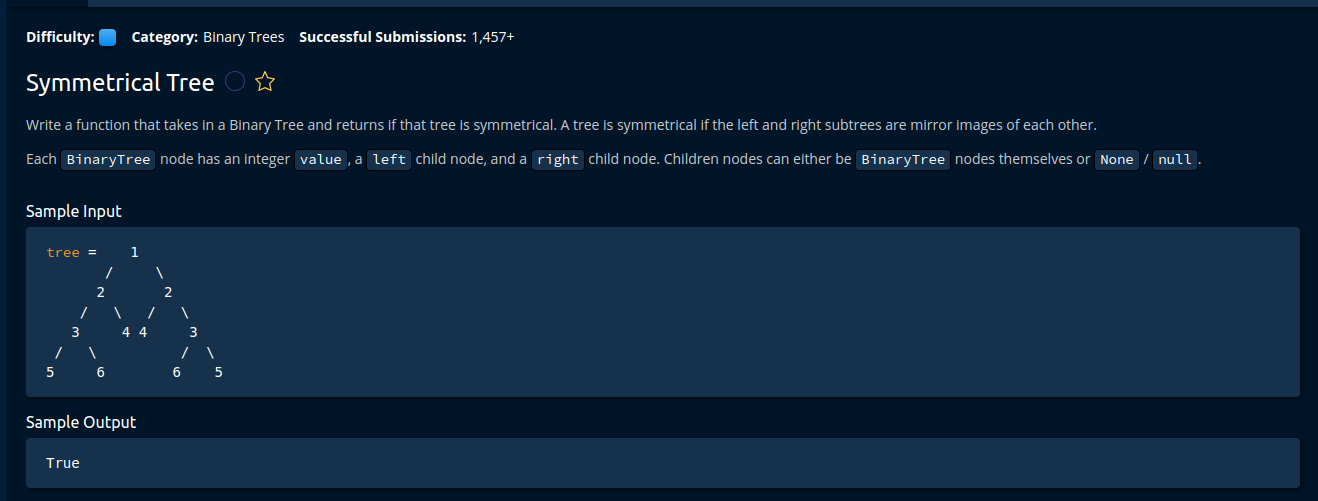 Difficulty: Category: Binary Trees Successful Submissions: 1,457+
Symmetrical Tree
Write a function that takes in a Binary Tree and returns if that tree is symmetrical. A tree is symmetrical if the left and right subtrees are mirror images of each other.
Each BinaryTree node has an integer value, a left child node, and a right child node. Children nodes can either be BinaryTree nodes themselves or None / null.
Sample Input
tree =    1
       /     \
      2       2
    /   \   /   \
   3     4 4     3
 /   \          /  \
5     6        6    5
Sample Output
True